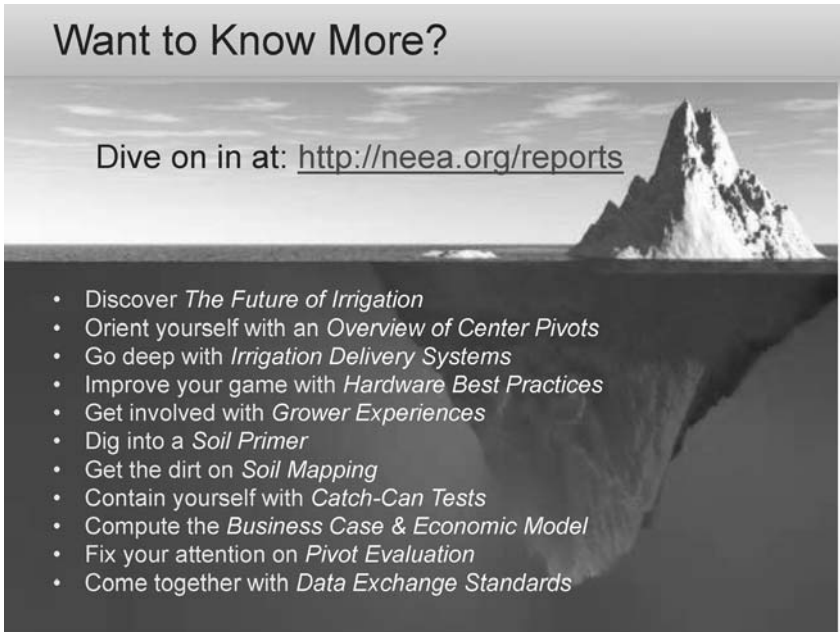 Want to Know More?
Dive on in at: http://neea.org/reports
• Discover The Future of Irrigation
• Orient yourself with an Overview of Center Pivots
• Go deep with Irrigation Delivery Systems
• Improve your game with Hardware Best Practices
• Get involved with Grower Experiences
• Dig into a Soil Primer
• Get the dirt on Soil Mapping
• Contain yourself with Catch-Can Tests
• Compute the Business Case & Economic Model
• Fix your attention on Pivot Evaluation
• Come together with Data Exchange Standards